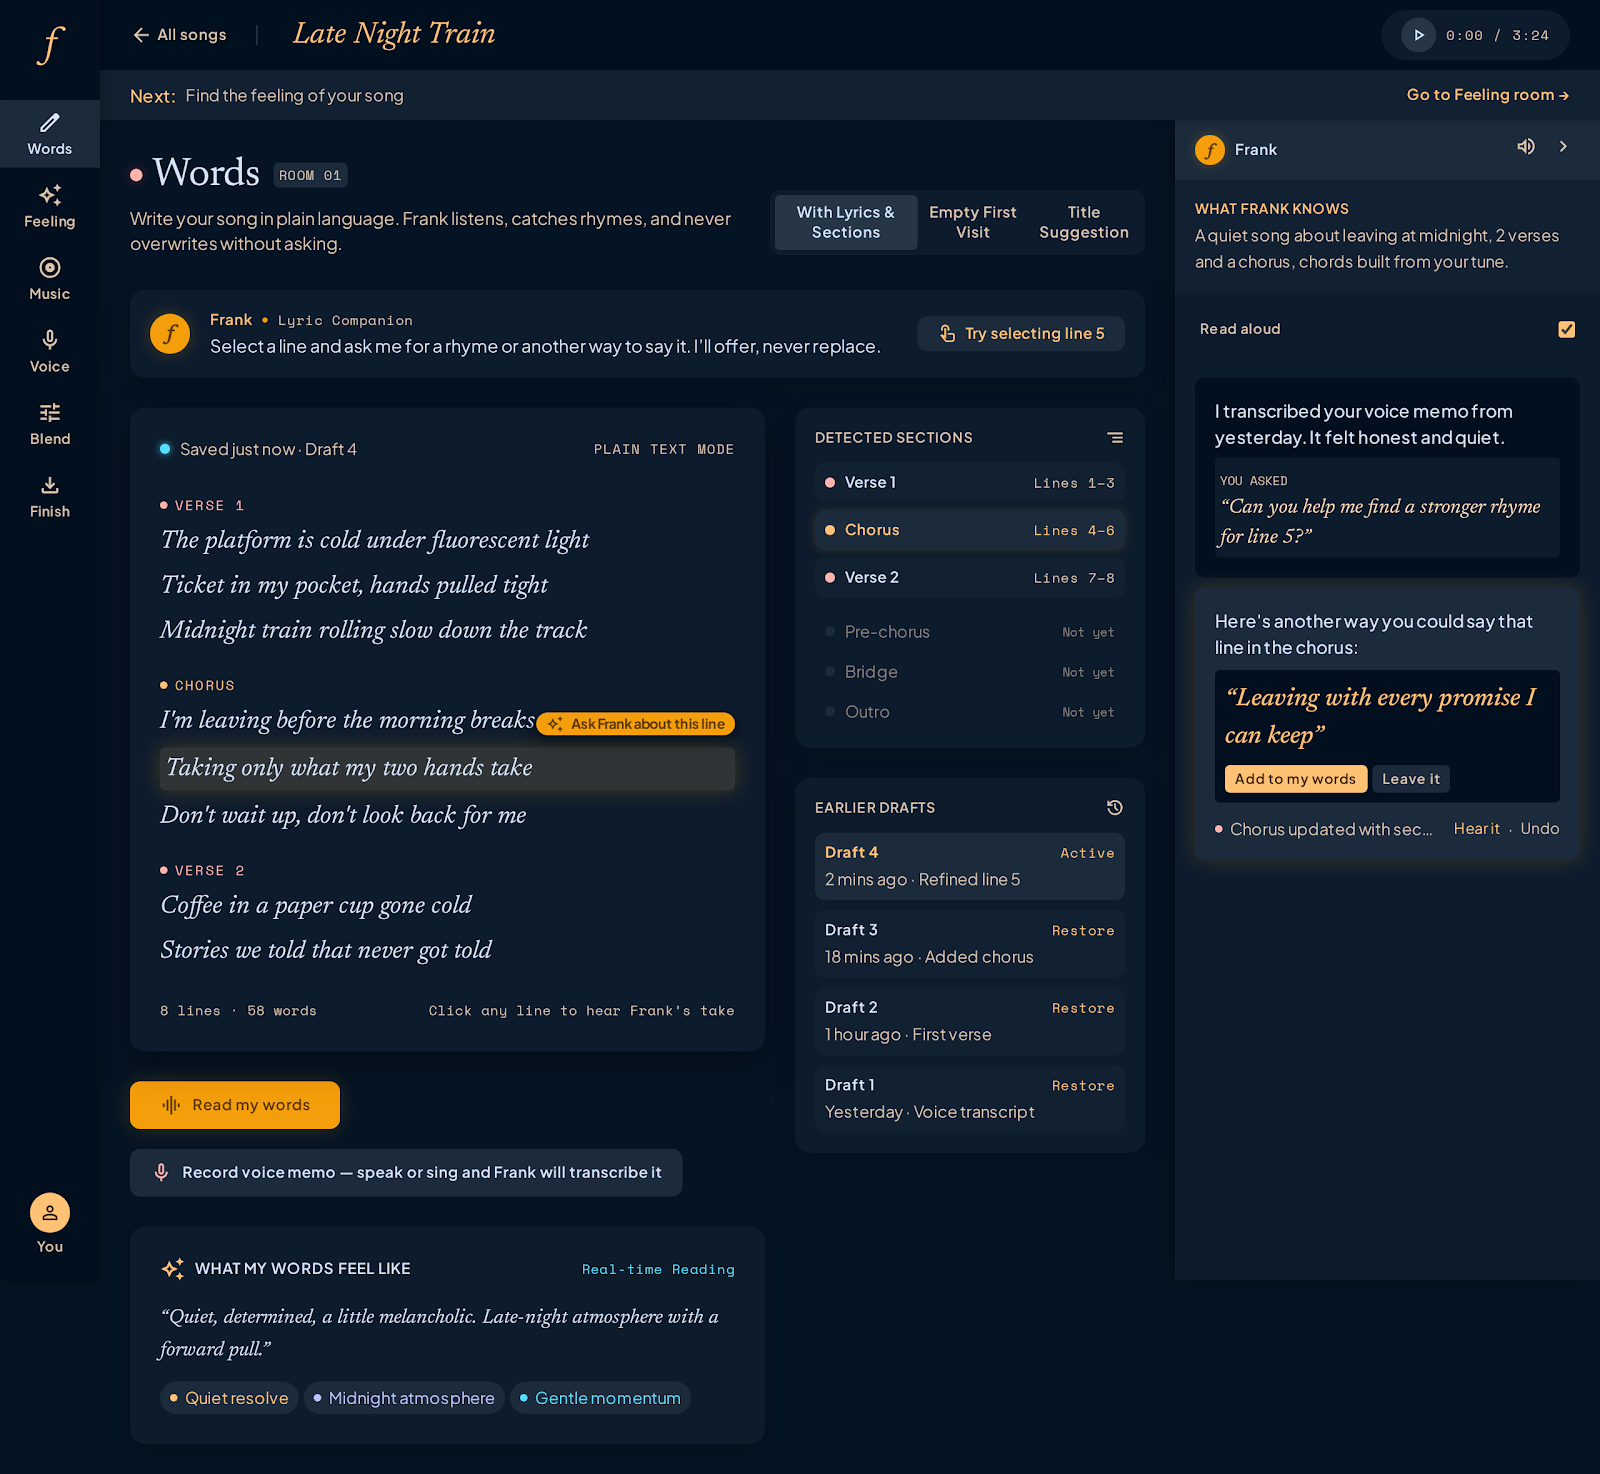 f
All songs
Late Night Train
0:00 / 3:24
Next: Find the feeling of your song
Go to Feeling room →
Words
Feeling
Music
Voice
Blend
Finish
You
Words ROOM 01
Write your song in plain language. Frank listens, catches rhymes, and never
overwrites without asking.
With Lyrics &
Sections
Empty First
Visit
Title
Suggestion
f
Frank • Lyric Companion
Select a line and ask me for a rhyme or another way to say it. I'll offer, never replace.
Try selecting line 5
Saved just now · Draft 4
PLAIN TEXT MODE
VERSE 1
The platform is cold under fluorescent light
Ticket in my pocket, hands pulled tight
Midnight train rolling slow down the track
CHORUS
I'm leaving before the morning breaks
Ask Frank about this line
Taking only what my two hands take
Don't wait up, don't look back for me
VERSE 2
Coffee in a paper cup gone cold
Stories we told that never got told
8 lines · 58 words
Click any line to hear Frank's take
Read my words
Record voice memo — speak or sing and Frank will transcribe it
WHAT MY WORDS FEEL LIKE
Real-time Reading
“Quiet, determined, a little melancholic. Late-night atmosphere with a
forward pull.”
Quiet resolve
Midnight atmosphere
Gentle momentum
DETECTED SECTIONS
Verse 1 Lines 1–3
Chorus Lines 4–6
Verse 2 Lines 7–8
Pre-chorus Not yet
Bridge Not yet
Outro Not yet
EARLIER DRAFTS
Draft 4 Active
2 mins ago · Refined line 5
Draft 3 Restore
18 mins ago · Added chorus
Draft 2 Restore
1 hour ago · First verse
Draft 1 Restore
Yesterday · Voice transcript
f
Frank
WHAT FRANK KNOWS
A quiet song about leaving at midnight, 2 verses
and a chorus, chords built from your tune.
Read aloud
I transcribed your voice memo from
yesterday. It felt honest and quiet.
YOU ASKED
“Can you help me find a stronger rhyme
for line 5?”
Here's another way you could say that
line in the chorus:
“Leaving with every promise I
can keep”
Add to my words
Leave it
Chorus updated with sec...
Hear it · Undo